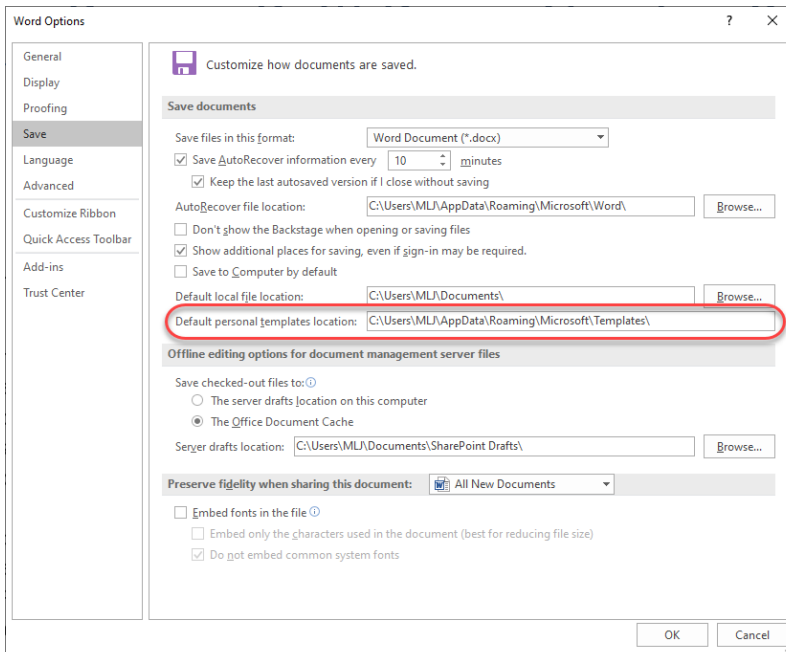 Word Options
?
General
Display
Proofing
Save
Language
Advanced
Customize Ribbon
Quick Access Toolbar
Add-ins
Trust Center
Customize how documents are saved.
Save documents
Save files in this format: Word Document (*.docx)
Save AutoRecover information every 10 minutes
Keep the last autosaved version if I close without saving
AutoRecover file location: C:\Users\MLJ\AppData\Roaming\Microsoft\Word\ Browse...
Don't show the Backstage when opening or saving files
Show additional places for saving, even if sign-in may be required.
Save to Computer by default
Default local file location: C:\Users\MLJ\Documents\ Browse...
Default personal templates location: C:\Users\MLJ\AppData\Roaming\Microsoft\Templates\
Offline editing options for document management server files
Save checked-out files to:
The server drafts location on this computer
The Office Document Cache
Server drafts location: C:\Users\MLJ\Documents\SharePoint Drafts\ Browse...
Preserve fidelity when sharing this document: All New Documents
Embed fonts in the file
Embed only the characters used in the document (best for reducing file size)
Do not embed common system fonts
OK Cancel